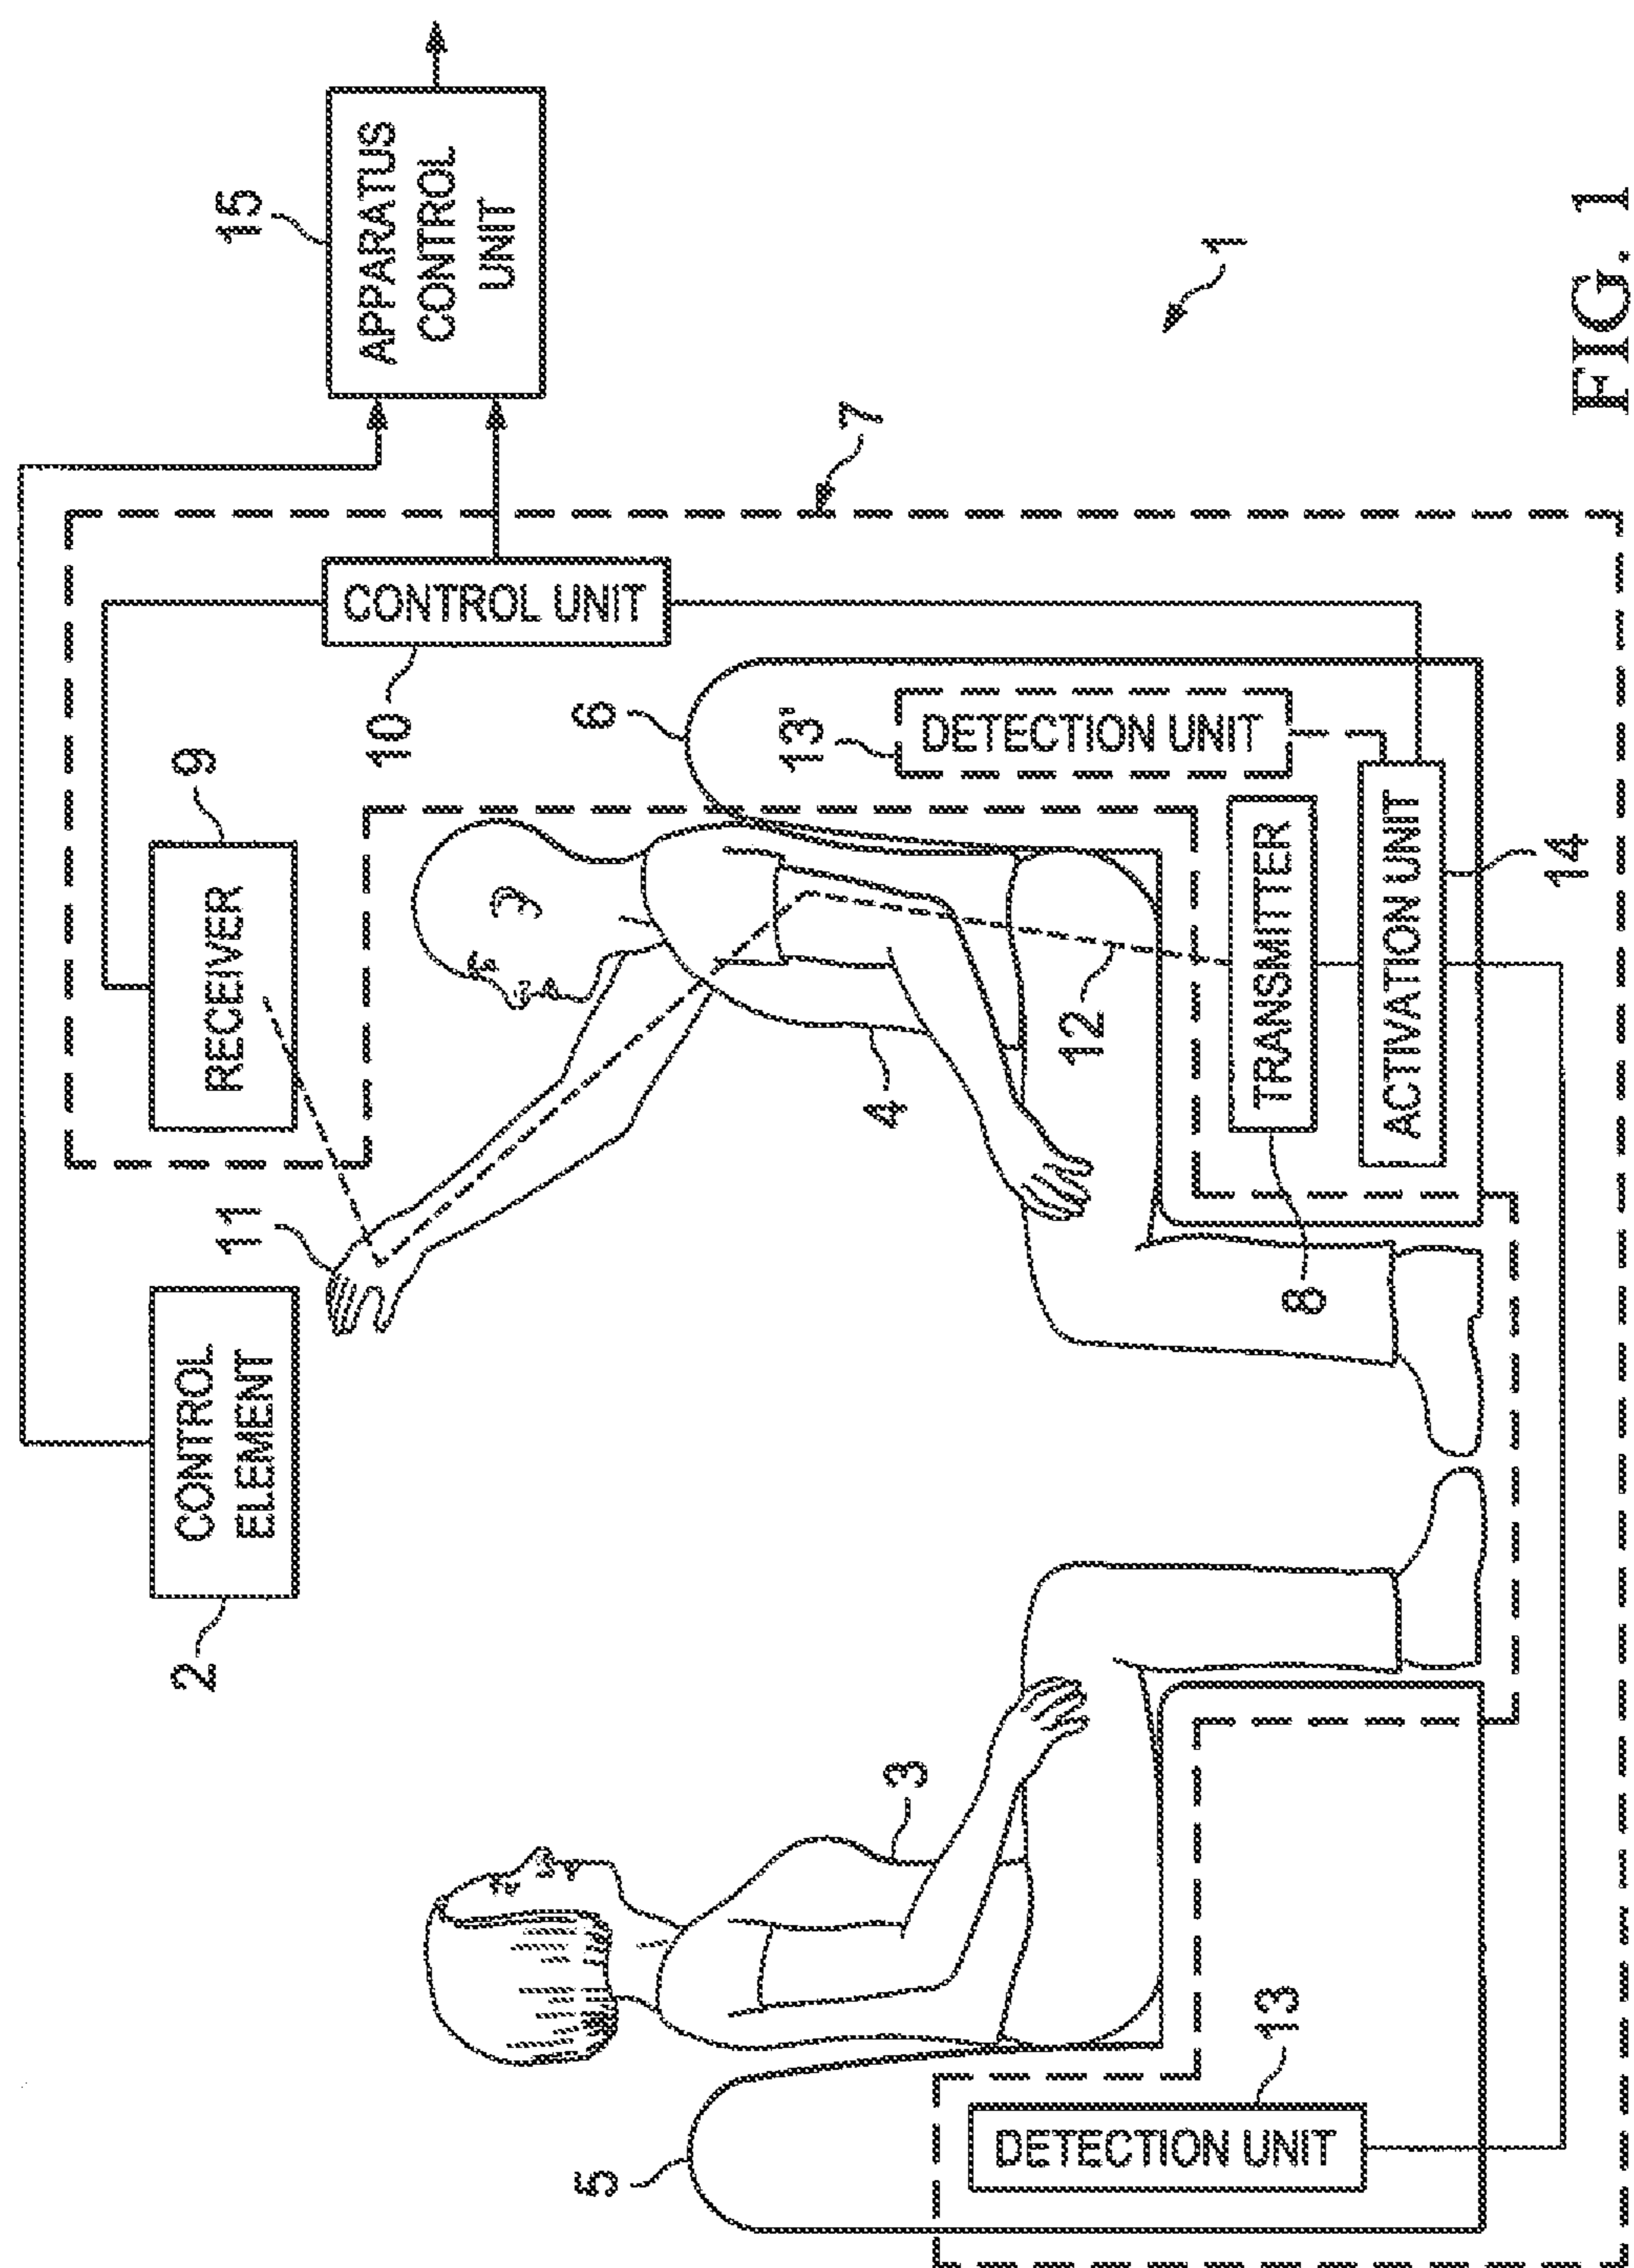 2
CONTROL
ELEMENT
11
RECEIVER
9
10
CONTROL UNIT
15
APPARATUS
CONTROL
UNIT
5
3
4
6
13'
DETECTION UNIT
7
12
1
DETECTION UNIT
13
8
TRANSMITTER
ACTIVATION UNIT
14
FIG. 1